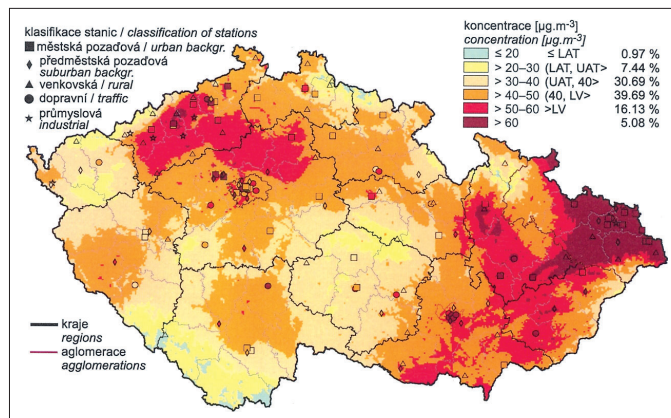 klasifikace stanic / classification of stations
městská pozaďová / urban backgr.
předměstská pozaďová
suburban backgr.
venkovská / rural
dopravní / traffic
průmyslová
industrial
koncentrace [µg.m-3]
concentration [µg.m-3]
≤ 20 ≤ LAT 0.97 %
> 20–30 (LAT, UAT> 7.44 %
> 30–40 (UAT, 40> 30.69 %
> 40–50 (40, LV> 39.69 %
> 50–60 >LV 16.13 %
> 60 5.08 %
kraje
regions
aglomerace
agglomerations